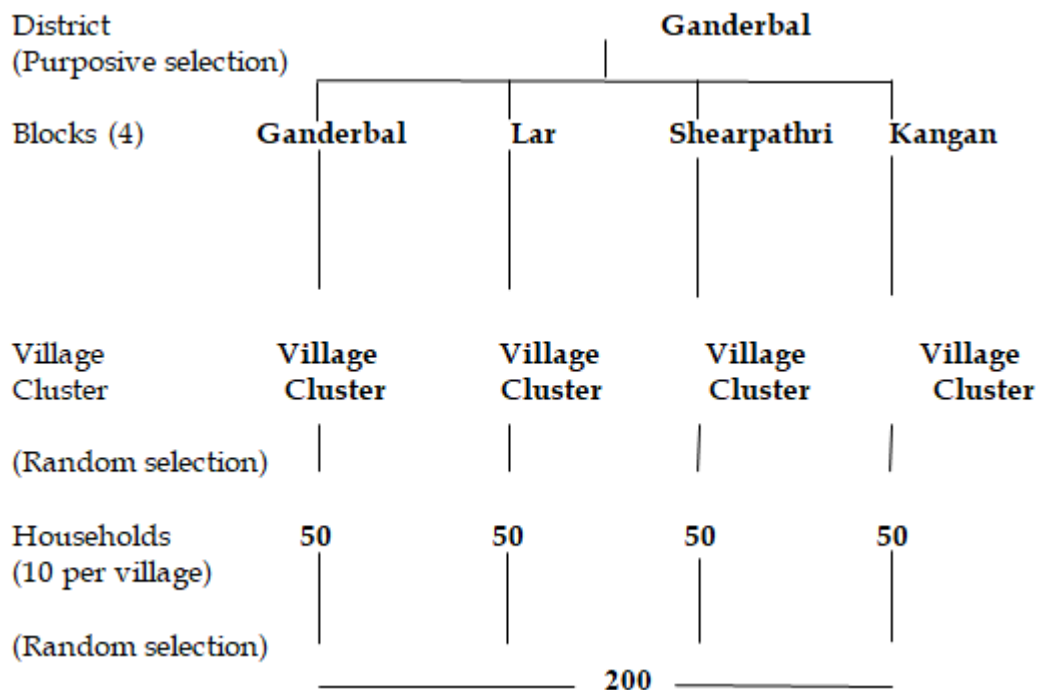 District Ganderbal
(Purposive selection)
Blocks (4) Ganderbal Lar Shearpathri Kangan
Village Village Village Village Village
Cluster Cluster Cluster Cluster Cluster
(Random selection)
Households 50 50 50 50
(10 per village)
(Random selection)
200